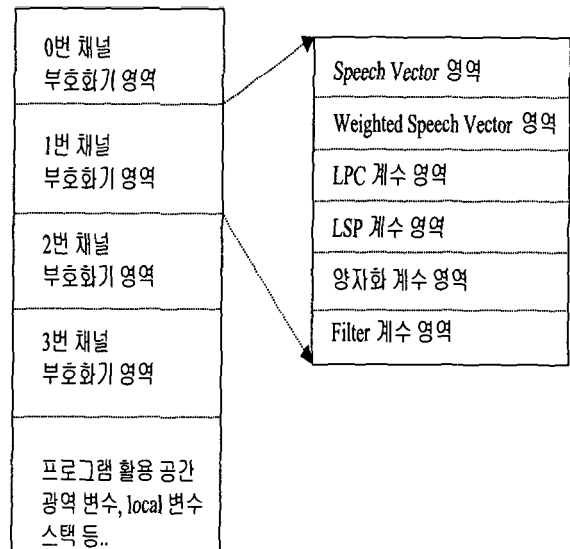 0번 채널
부호화기 영역
1번 채널
부호화기 영역
2번 채널
부호화기 영역
3번 채널
부호화기 영역
프로그램 활용 공간
광역 변수, local 변수
스택 등..
Speech Vector 영역
Weighted Speech Vector 영역
LPC 계수 영역
LSP 계수 영역
양자화 계수 영역
Filter 계수 영역